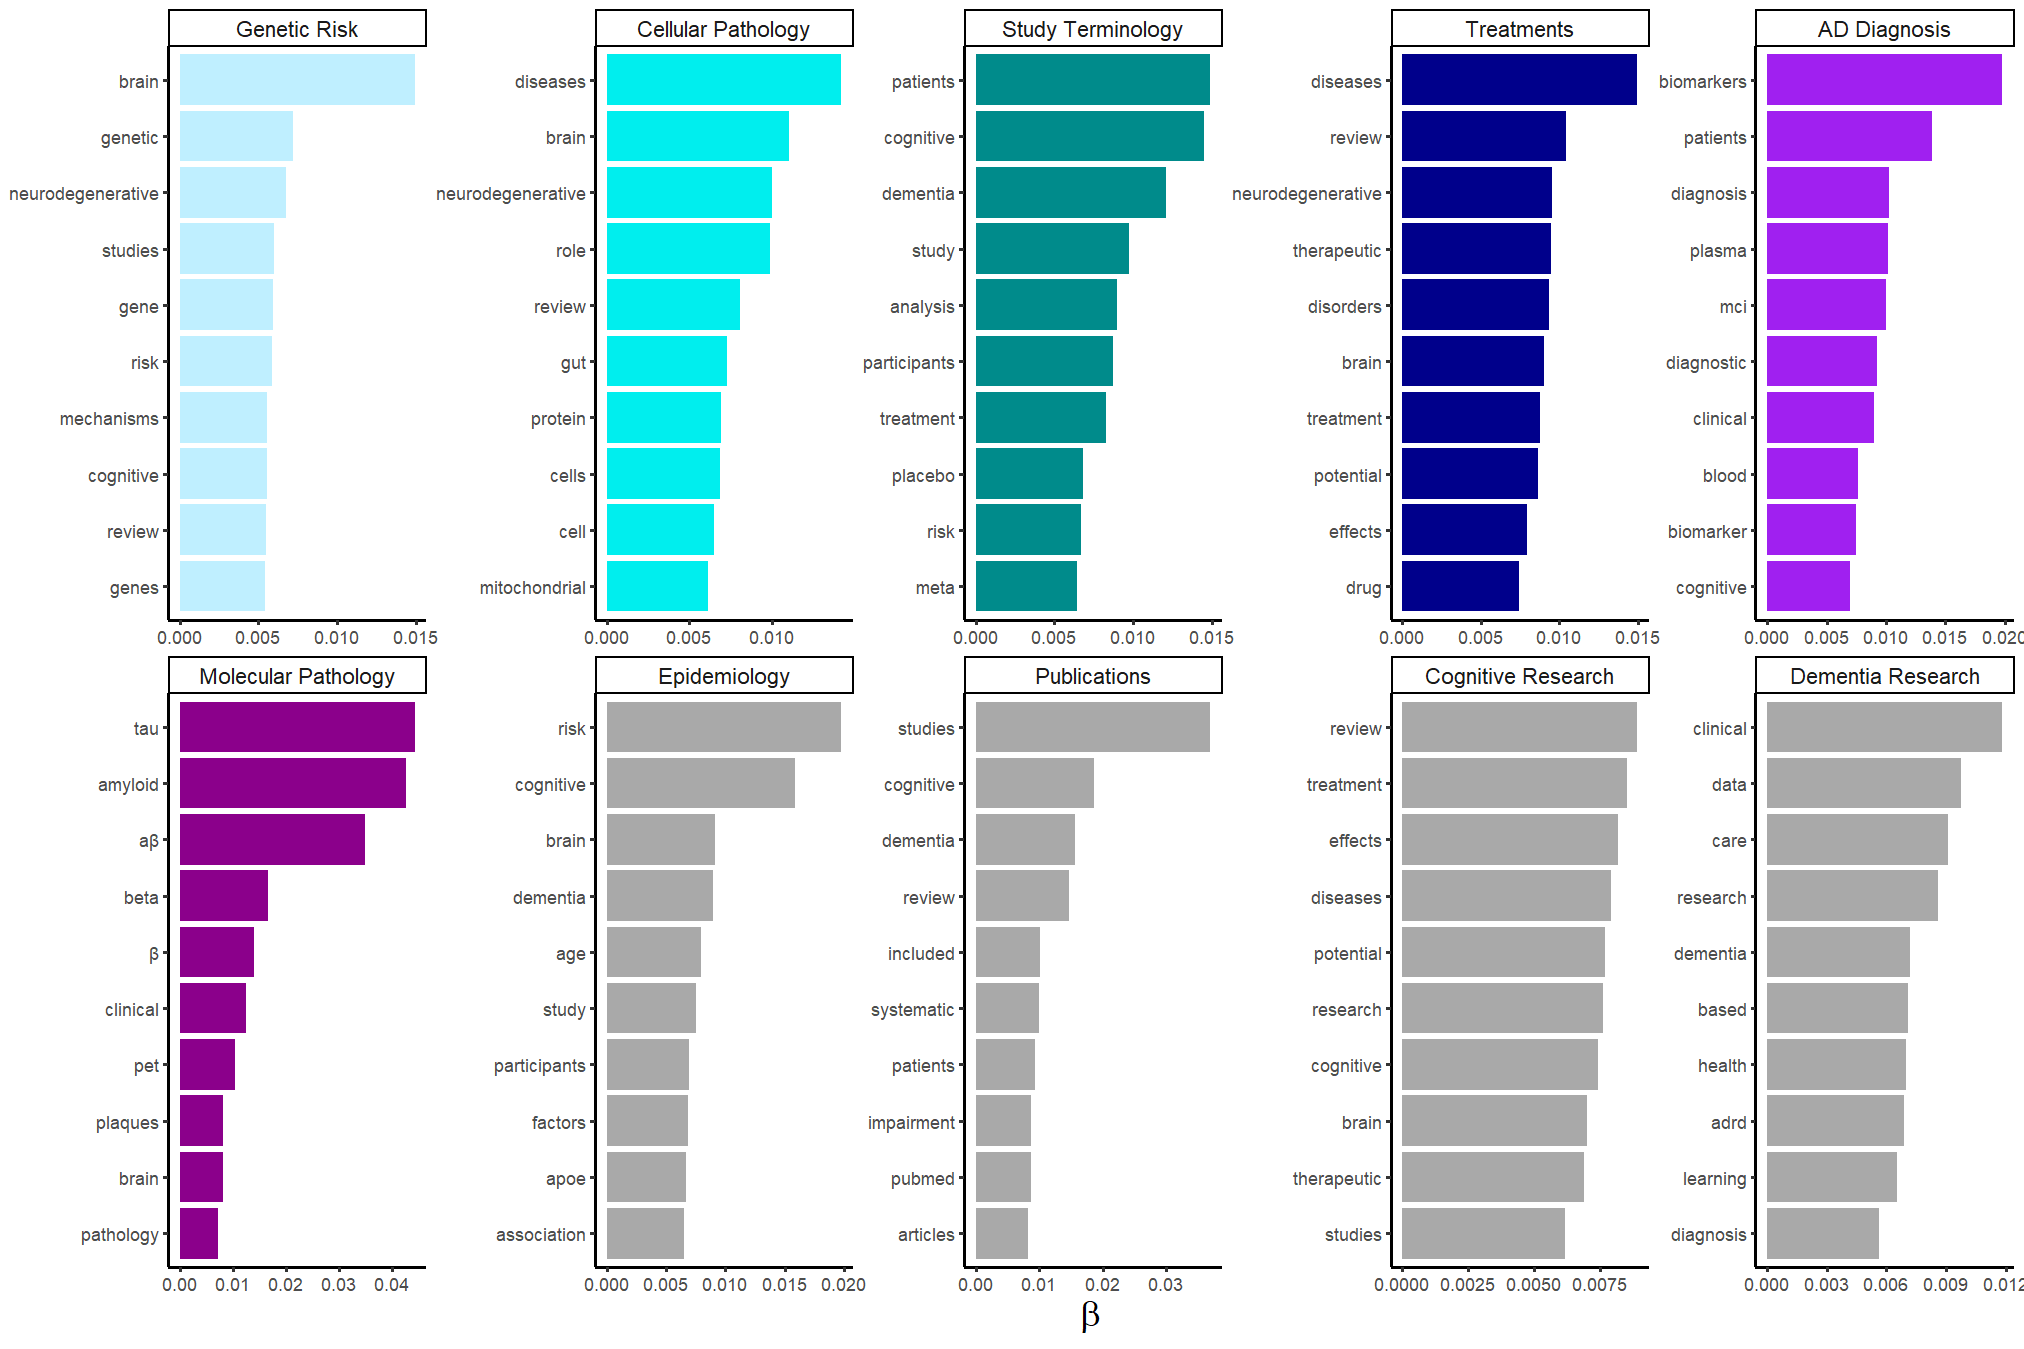 Genetic Risk
brain
genetic
neurodegenerative
studies
gene
risk
mechanisms
cognitive
review
genes
0.000 0.005 0.010 0.015
Cellular Pathology
diseases
brain
neurodegenerative
role
review
gut
protein
cells
cell
mitochondrial
0.000 0.005 0.010
Study Terminology
patients
cognitive
dementia
study
analysis
participants
treatment
placebo
risk
meta
0.000 0.005 0.010 0.015
Treatments
diseases
review
neurodegenerative
therapeutic
disorders
brain
treatment
potential
effects
drug
0.000 0.005 0.010 0.015
AD Diagnosis
biomarkers
patients
diagnosis
plasma
mci
diagnostic
clinical
blood
biomarker
cognitive
0.000 0.005 0.010 0.015 0.020
Molecular Pathology
tau
amyloid
aβ
beta
β
clinical
pet
plaques
brain
pathology
0.00 0.01 0.02 0.03 0.04
Epidemiology
risk
cognitive
brain
dementia
age
study
participants
factors
apoe
association
0.000 0.005 0.010 0.015 0.020
Publications
studies
cognitive
dementia
review
included
systematic
patients
impairment
pubmed
articles
0.00 0.01 0.02 0.03
Cognitive Research
review
treatment
effects
diseases
potential
research
cognitive
brain
therapeutic
studies
0.0000 0.0025 0.0050 0.0075
Dementia Research
clinical
data
care
research
dementia
based
health
adrd
learning
diagnosis
0.000 0.003 0.006 0.009 0.012
β